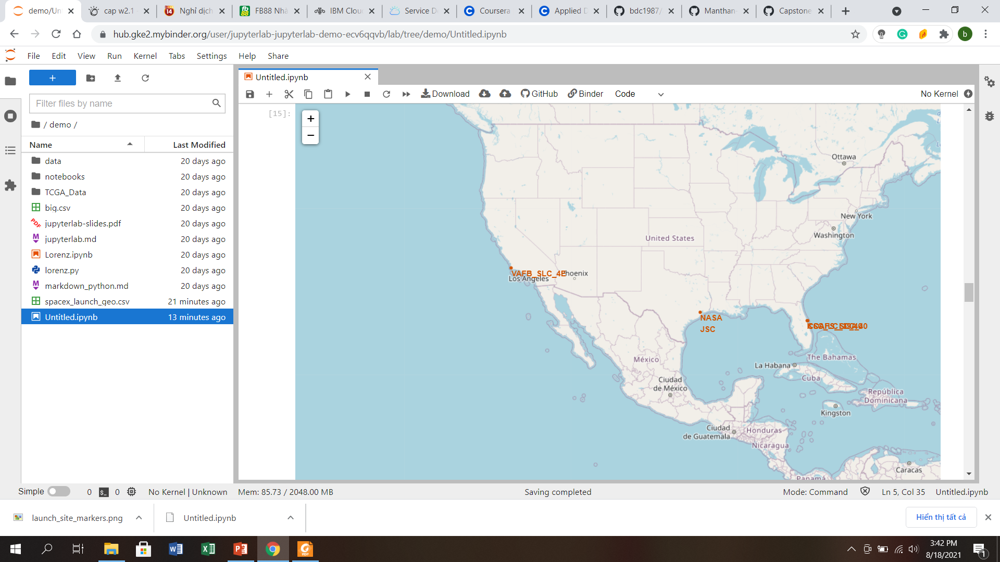 demo/Un
cap w2.1
Nghỉ dịch
FB88 Nhà
IBM Clou
Service D
Coursera
Applied D
bdc1987/
Manthan-
Capstone
hub.gke2.mybinder.org/user/jupyterlab-jupyterlab-demo-ecv6qqvb/lab/tree/demo/Untitled.ipynb
b
File Edit View Run Kernel Tabs Settings Help Share
+
Filter files by name
/ demo /
Name Last Modified
data 20 days ago
notebooks 20 days ago
TCGA_Data 20 days ago
big.csv 20 days ago
jupyterlab-slides.pdf 20 days ago
jupyterlab.md 20 days ago
Lorenz.ipynb 20 days ago
lorenz.py 20 days ago
markdown_python.md 20 days ago
spacex_launch_geo.csv 21 minutes ago
Untitled.ipynb 13 minutes ago
Untitled.ipynb
Download GitHub Binder Code No Kernel
[15]:
+
−
Ottawa
New York
Washington
United States
VAFB_SLC_4E
Los Angeles
NASA
JSC
The Bahamas
México
La Habana
Cuba
Ciudad
de México
República
Dominicana
Kingston
Ciudad
de Guatemala
Honduras
Nicaragua
Caracas
Panamá
Simple 0 0 No Kernel | Unknown Mem: 85.73 / 2048.00 MB Saving completed Mode: Command Ln 5, Col 35 Untitled.ipynb
launch_site_markers.png
Untitled.ipynb
Hiển thị tất cả
3:42 PM
8/18/2021
1